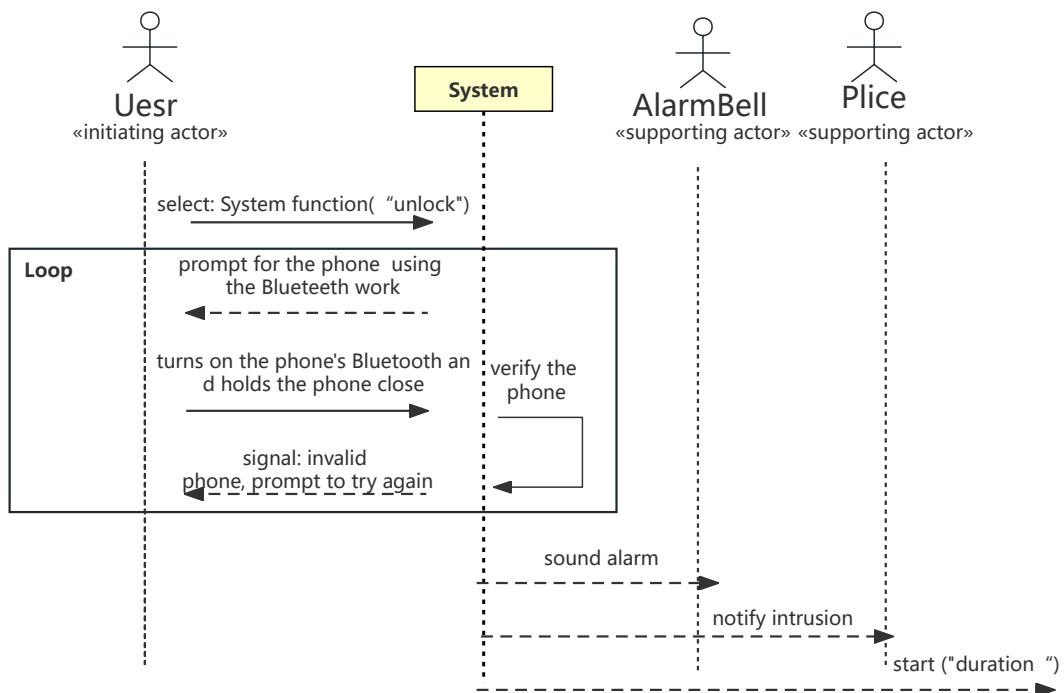 Uesr
«initiating actor»
System
AlarmBell
«supporting actor»
Plice
«supporting actor»
select: System function( “unlock")
Loop
prompt for the phone using
the Blueteeth work
turns on the phone's Bluetooth an
d holds the phone close
verify the
phone
signal: invalid
phone, prompt to try again
sound alarm
notify intrusion
start ("duration “)